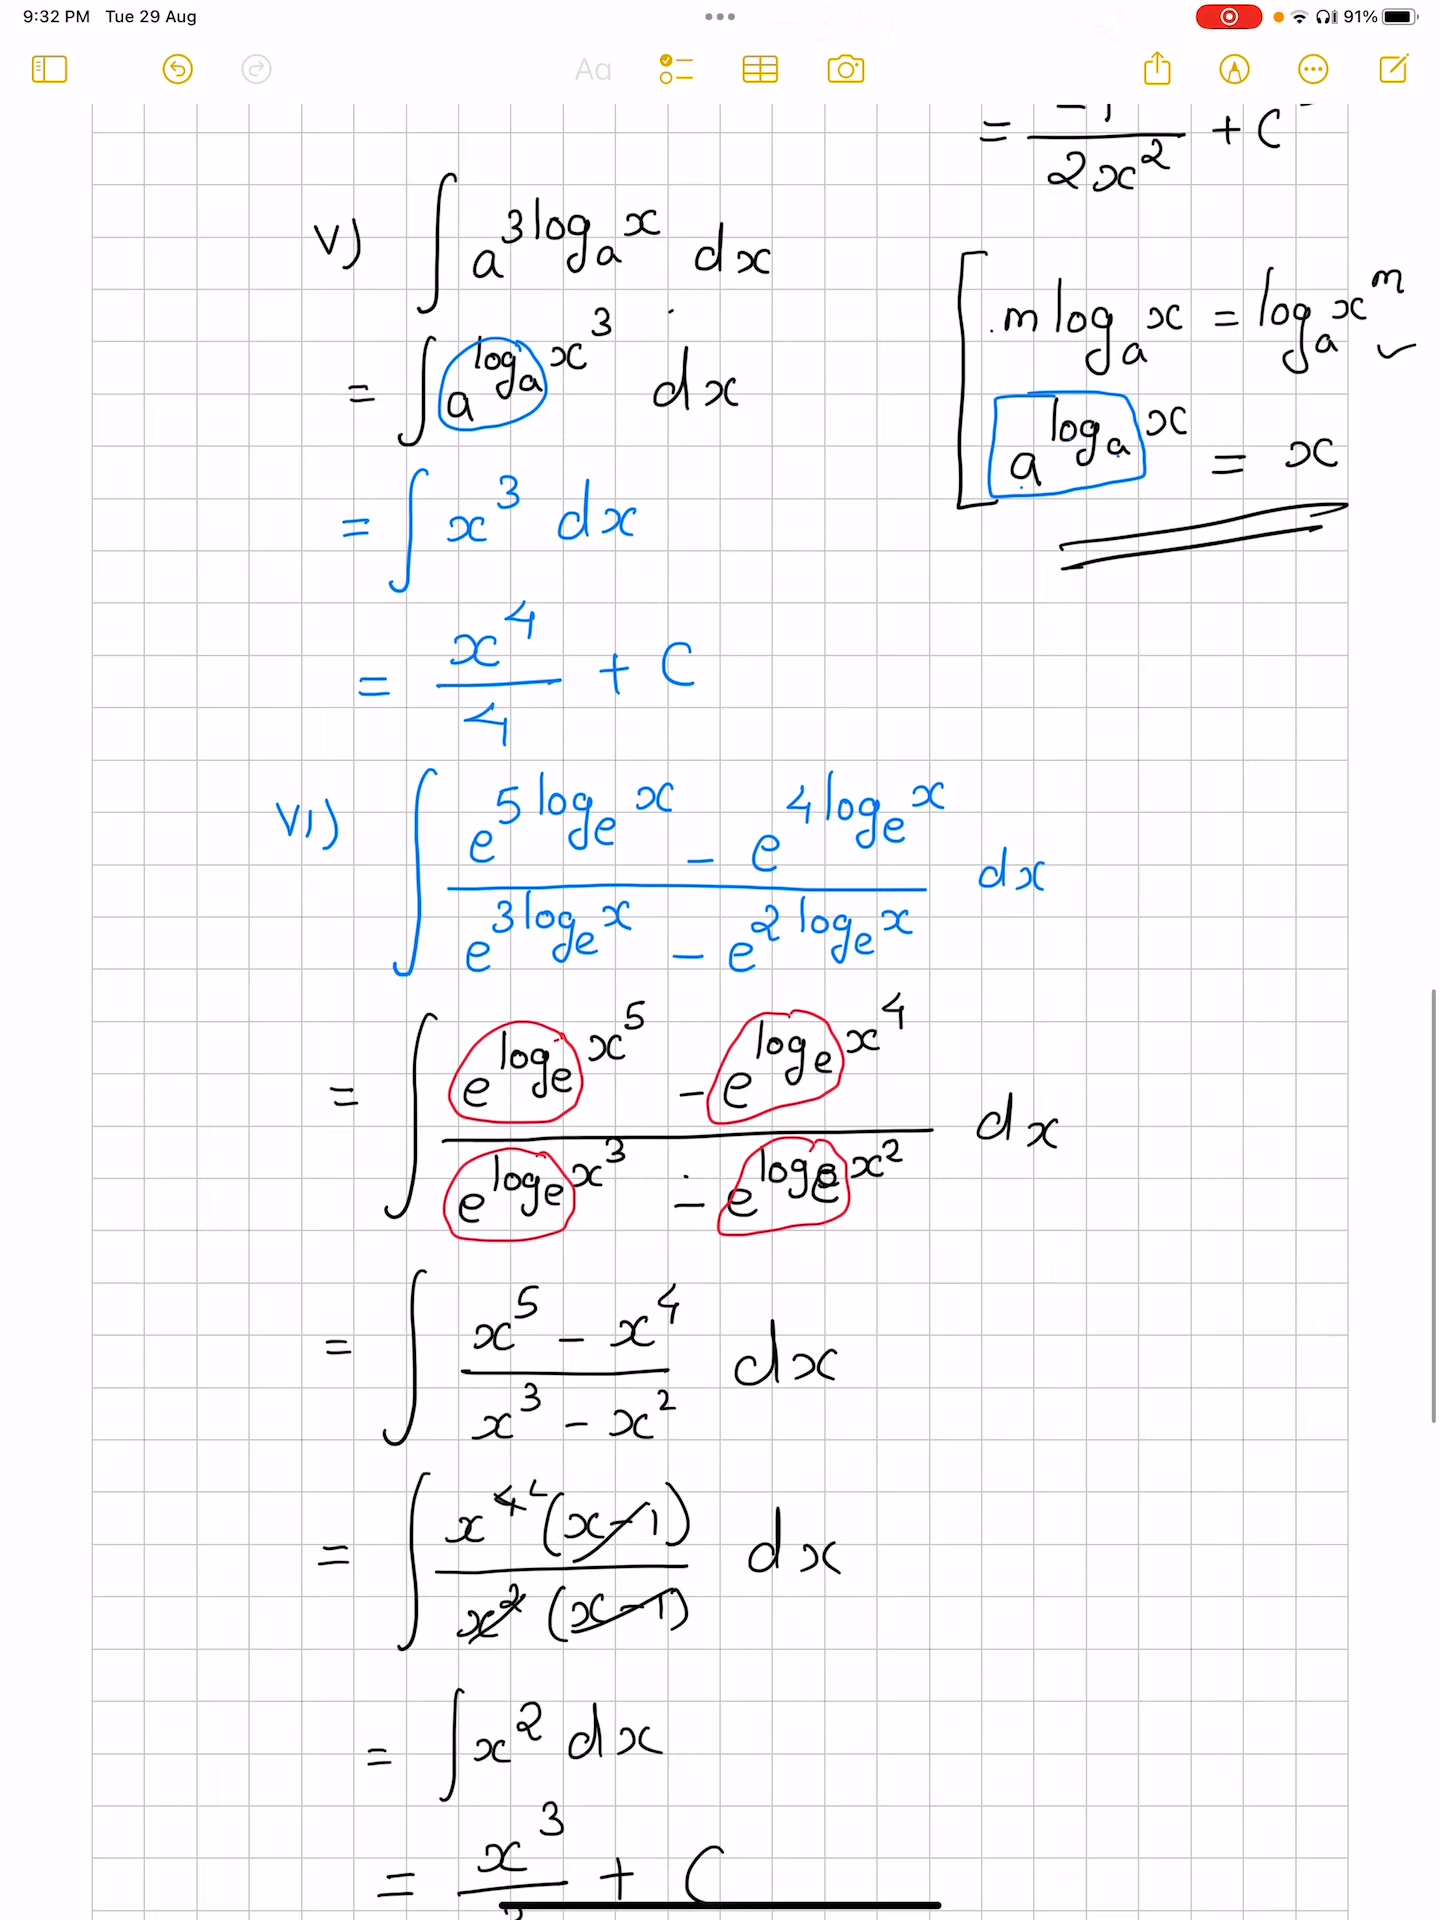 9:32 PM Tue 29 Aug 91%
Aa
= -1/2x² + C
v) ∫ a^(3 log_a x) dx
= ∫ a^(log_a x³) dx
= ∫ x³ dx
= x⁴/4 + C
[ m log_a x = log_a x^m ✓
a^(log_a x) = x
vi) ∫ (e^(5 log_e x) - e^(4 log_e x))/(e^(3 log_e x) - e^(2 log_e x)) dx
= ∫ (e^(log_e x⁵) - e^(log_e x⁴))/(e^(log_e x³) - e^(log_e x²)) dx
= ∫ (x⁵ - x⁴)/(x³ - x²) dx
= ∫ x⁴ ² (x-1)/x² (x-1) dx
= ∫ x² dx
= x³/3 + C